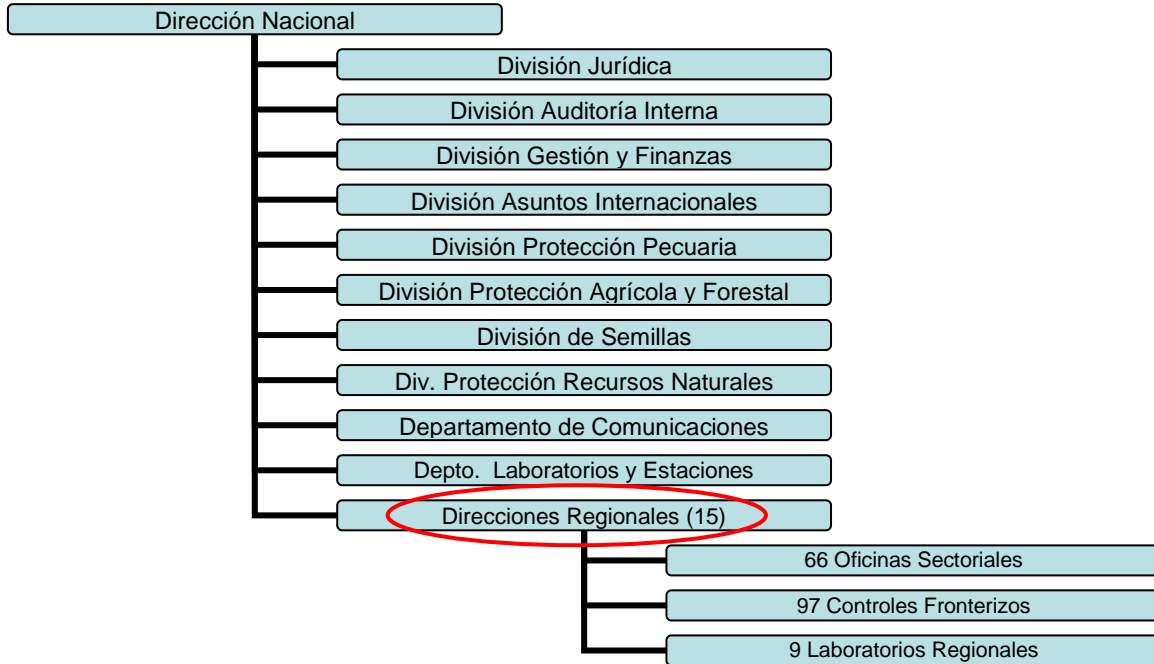 Dirección Nacional
División Jurídica
División Auditoría Interna
División Gestión y Finanzas
División Asuntos Internacionales
División Protección Pecuaria
División Protección Agrícola y Forestal
División de Semillas
Div. Protección Recursos Naturales
Departamento de Comunicaciones
Depto. Laboratorios y Estaciones
Direcciones Regionales (15)
66 Oficinas Sectoriales
97 Controles Fronterizos
9 Laboratorios Regionales